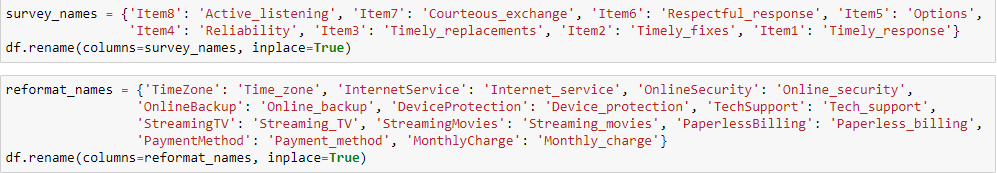 survey_names = {'Item8': 'Active_listening', 'Item7': 'Courteous_exchange', 'Item6': 'Respectful_response', 'Item5': 'Options',
'Item4': 'Reliability', 'Item3': 'Timely_replacements', 'Item2': 'Timely_fixes', 'Item1': 'Timely_response'}
df.rename(columns=survey_names, inplace=True)
reformat_names = {'TimeZone': 'Time_zone', 'InternetService': 'Internet_service', 'OnlineSecurity': 'Online_security',
'OnlineBackup': 'Online_backup', 'DeviceProtection': 'Device_protection', 'TechSupport': 'Tech_support',
'StreamingTV': 'Streaming_TV', 'StreamingMovies': 'Streaming_movies', 'PaperlessBilling': 'Paperless_billing',
'PaymentMethod': 'Payment_method', 'MonthlyCharge': 'Monthly_charge'}
df.rename(columns=reformat_names, inplace=True)